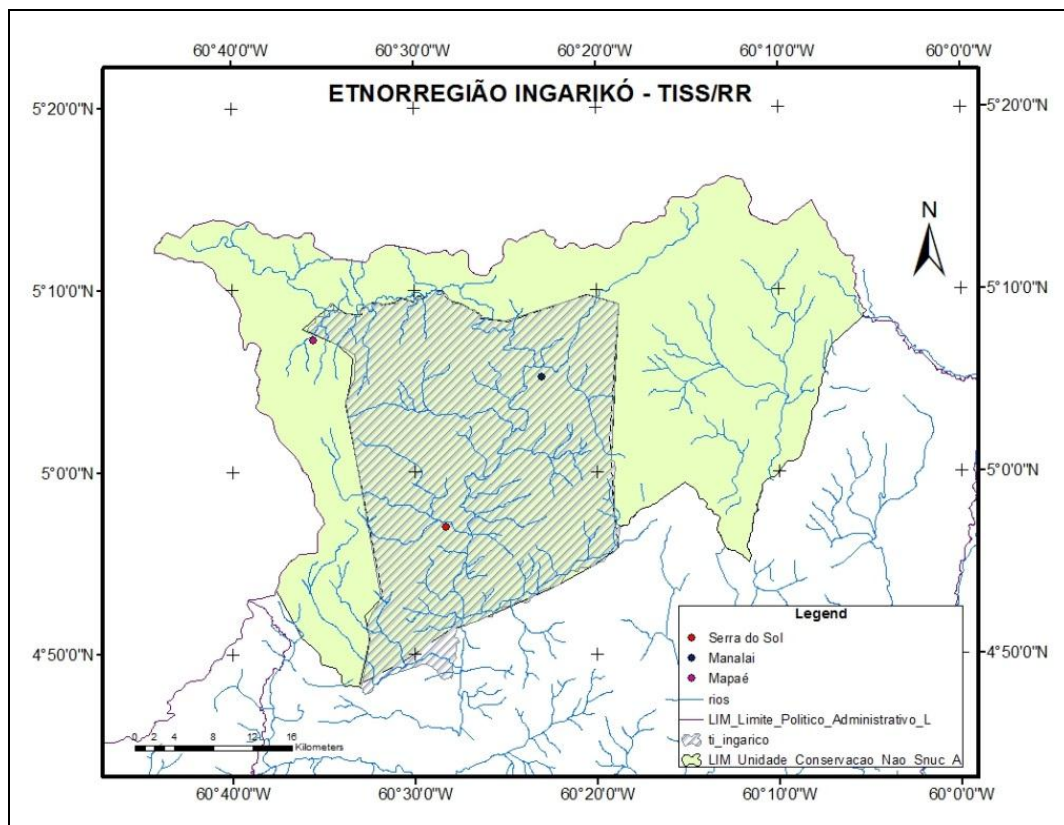 60°40'0"W 60°30'0"W 60°20'0"W 60°10'0"W 60°0'0"W
ETNORREGIÃO INGARIKÓ - TISS/RR
5°20'0"N 5°20'0"N
N
5°10'0"N 5°10'0"N
5°0'0"N 5°0'0"N
4°50'0"N 4°50'0"N
Legend
Serra do Sol
Manalai
Mapaé
rios
LIM_Limite_Politico_Administrativo_L
ti_ingarico
LIM_Unidade_Conservacao_Nao_Snuc_A
0 2 4 8 12 16
Kilometers
60°40'0"W 60°30'0"W 60°20'0"W 60°10'0"W 60°0'0"W